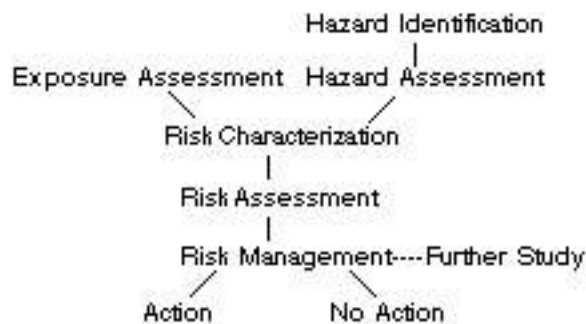 Hazard Identification
Exposure Assessment Hazard Assessment
Risk Characterization
Risk Assessment
Risk Management----Further Study
Action No Action